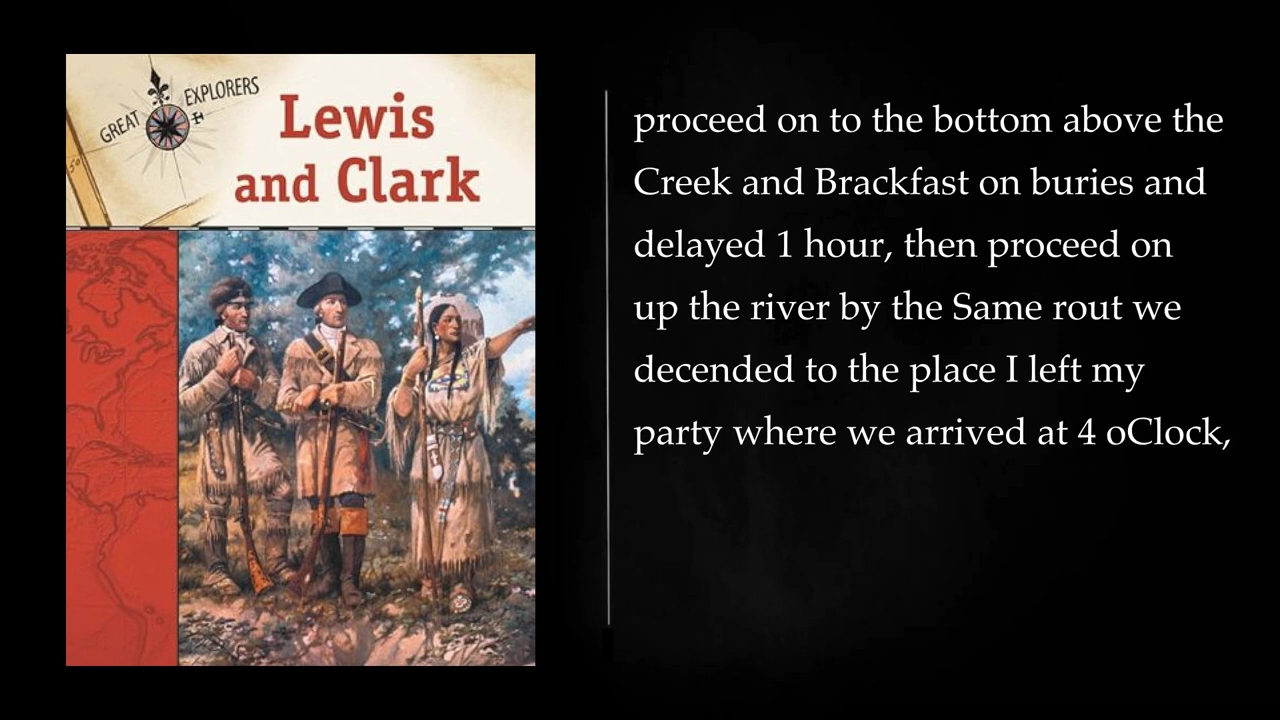 GREAT EXPLORERS
Lewis
and Clark
50
proceed on to the bottom above the
Creek and Brackfast on buries and
delayed 1 hour, then proceed on
up the river by the Same rout we
decended to the place I left my
party where we arrived at 4 oClock,